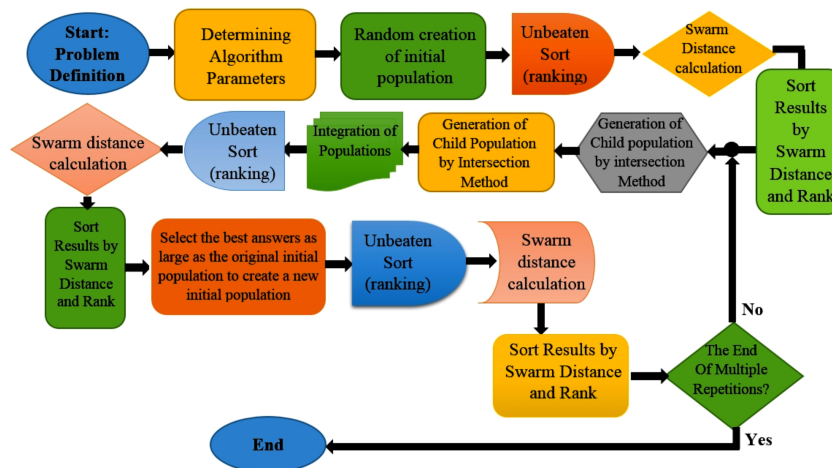 Start:
Problem
Definition
Determining
Algorithm
Parameters
Random creation
of initial
population
Unbeaten
Sort
(ranking)
Swarm
Distance
calculation
Sort
Results
by
Swarm
Distance
and Rank
Generation of
Child population
by intersection
Method
Generation of
Child Population
by Intersection
Method
Integration of
Populations
Unbeaten
Sort
(ranking)
Swarm distance
calculation
Sort
Results by
Swarm
Distance
and Rank
Select the best answers as
large as the original initial
population to create a new
initial population
Unbeaten
Sort
(ranking)
Swarm
distance
calculation
Sort Results by
Swarm Distance
and Rank
The End
Of Multiple
Repetitions?
No
Yes
End